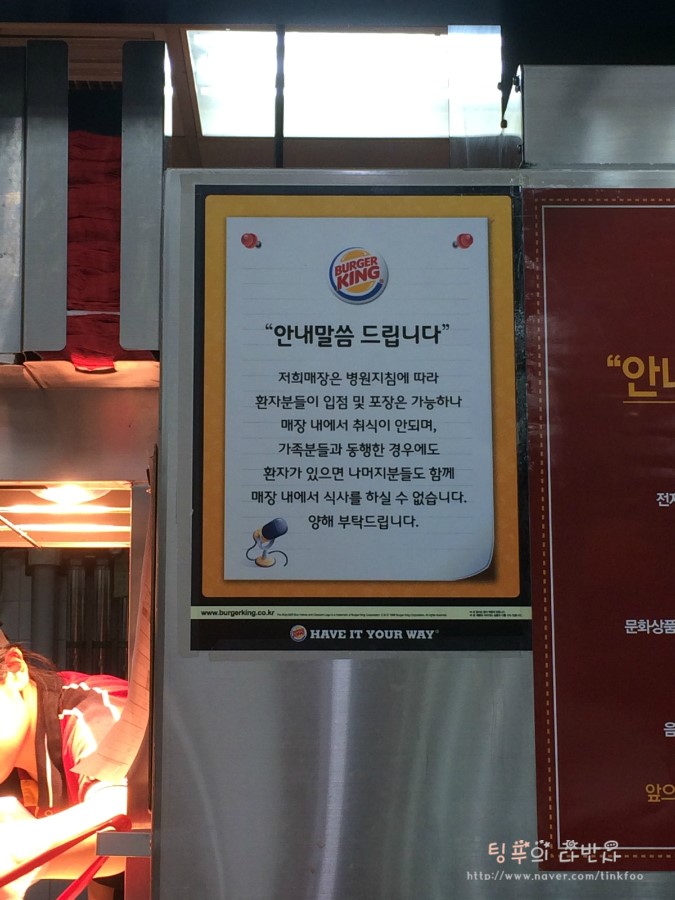 BURGER
KING
“안내말씀 드립니다”
저희매장은 병원지침에 따라
환자분들이 입점 및 포장은 가능하나
매장 내에서 취식이 안되며,
가족분들과 동행한 경우에도
환자가 있으면 나머지분들도 함께
매장 내에서 식사를 하실 수 없습니다.
양해 부탁드립니다.
www.burgerking.co.kr
HAVE IT YOUR WAY®
“안내
전자
문화상품
음
앞으
팅푸의
http://www.naver.com/tinkfoo